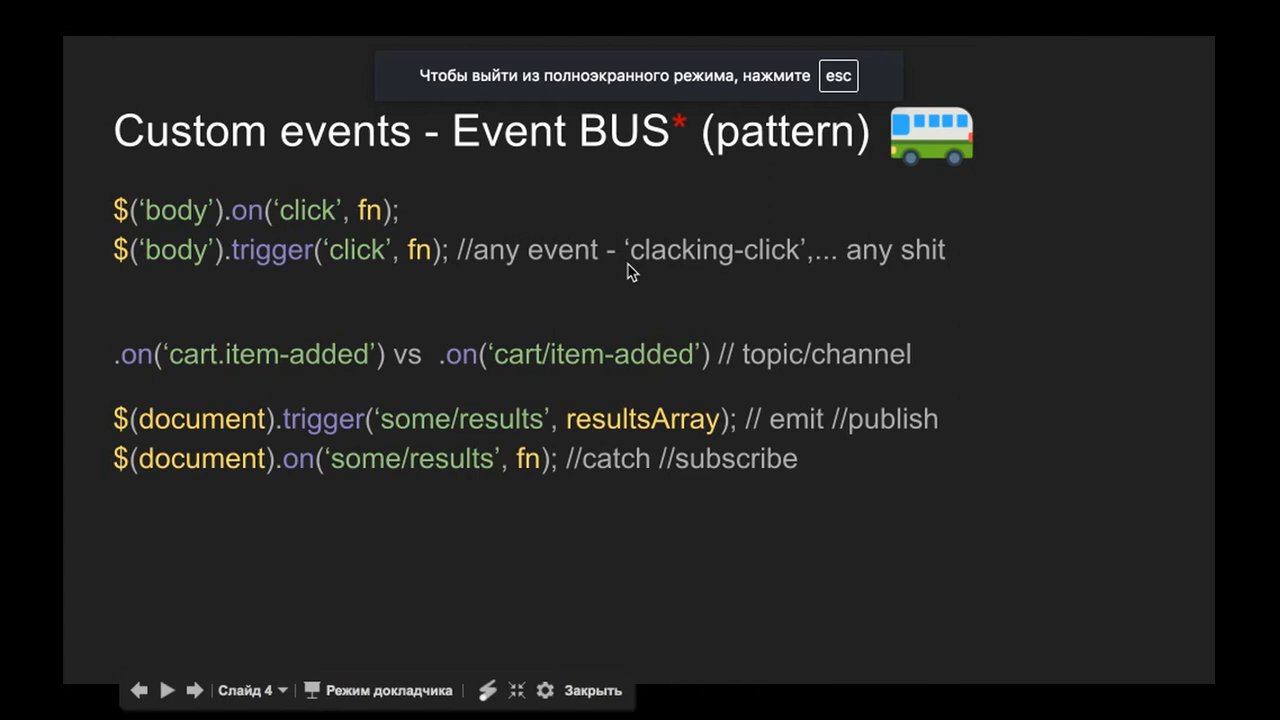 Чтобы выйти из полноэкранного режима, нажмите esc
Custom events - Event BUS* (pattern)
$(‘body’).on(‘click’, fn);
$(‘body’).trigger(‘click’, fn); //any event - ‘clacking-click’,... any shit
.on(‘cart.item-added’) vs .on(‘cart/item-added’) // topic/channel
$(document).trigger(‘some/results’, resultsArray); // emit //publish
$(document).on(‘some/results’, fn); //catch //subscribe
Слайд 4 Режим докладчика Закрыть